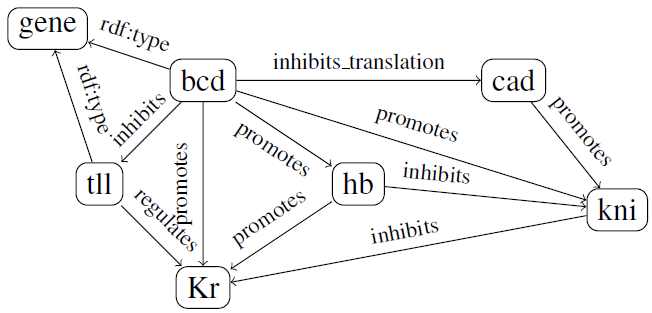 gene
rdf:type
bcd
inhibits_translation
cad
rdf:type
inhibits
promotes
promotes
promotes
promotes
tll
hb
inhibits
kni
regulates
promotes
inhibits
Kr